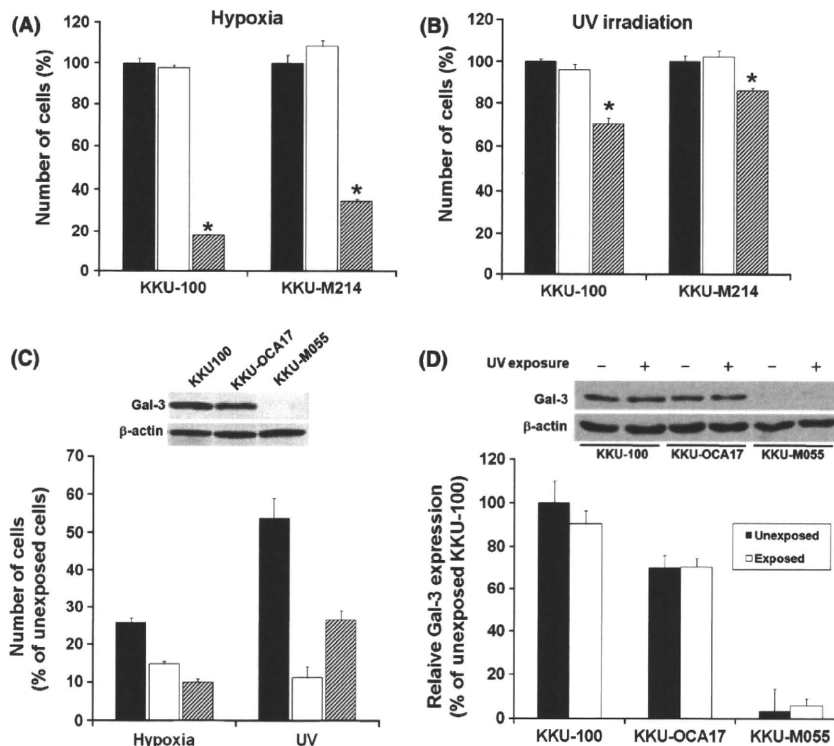 (A)
Hypoxia
Number of cells (%)
120
100
80
60
40
20
0
*
*
KKU-100
KKU-M214
(B)
UV irradiation
Number of cells (%)
120
100
80
60
40
20
0
*
*
KKU-100
KKU-M214
(C)
KKU100
KKU-OCA17
KKU-M055
Gal-3
β-actin
Number of cells
(% of unexposed cells)
70
60
50
40
30
20
10
0
Hypoxia
UV
(D)
UV exposure – + – + – +
Gal-3
β-actin
KKU-100 KKU-OCA17 KKU-M055
Relaive Gal-3 expression
(% of unexposed KKU-100)
120
100
80
60
40
20
0
Unexposed
Exposed
KKU-100
KKU-OCA17
KKU-M055